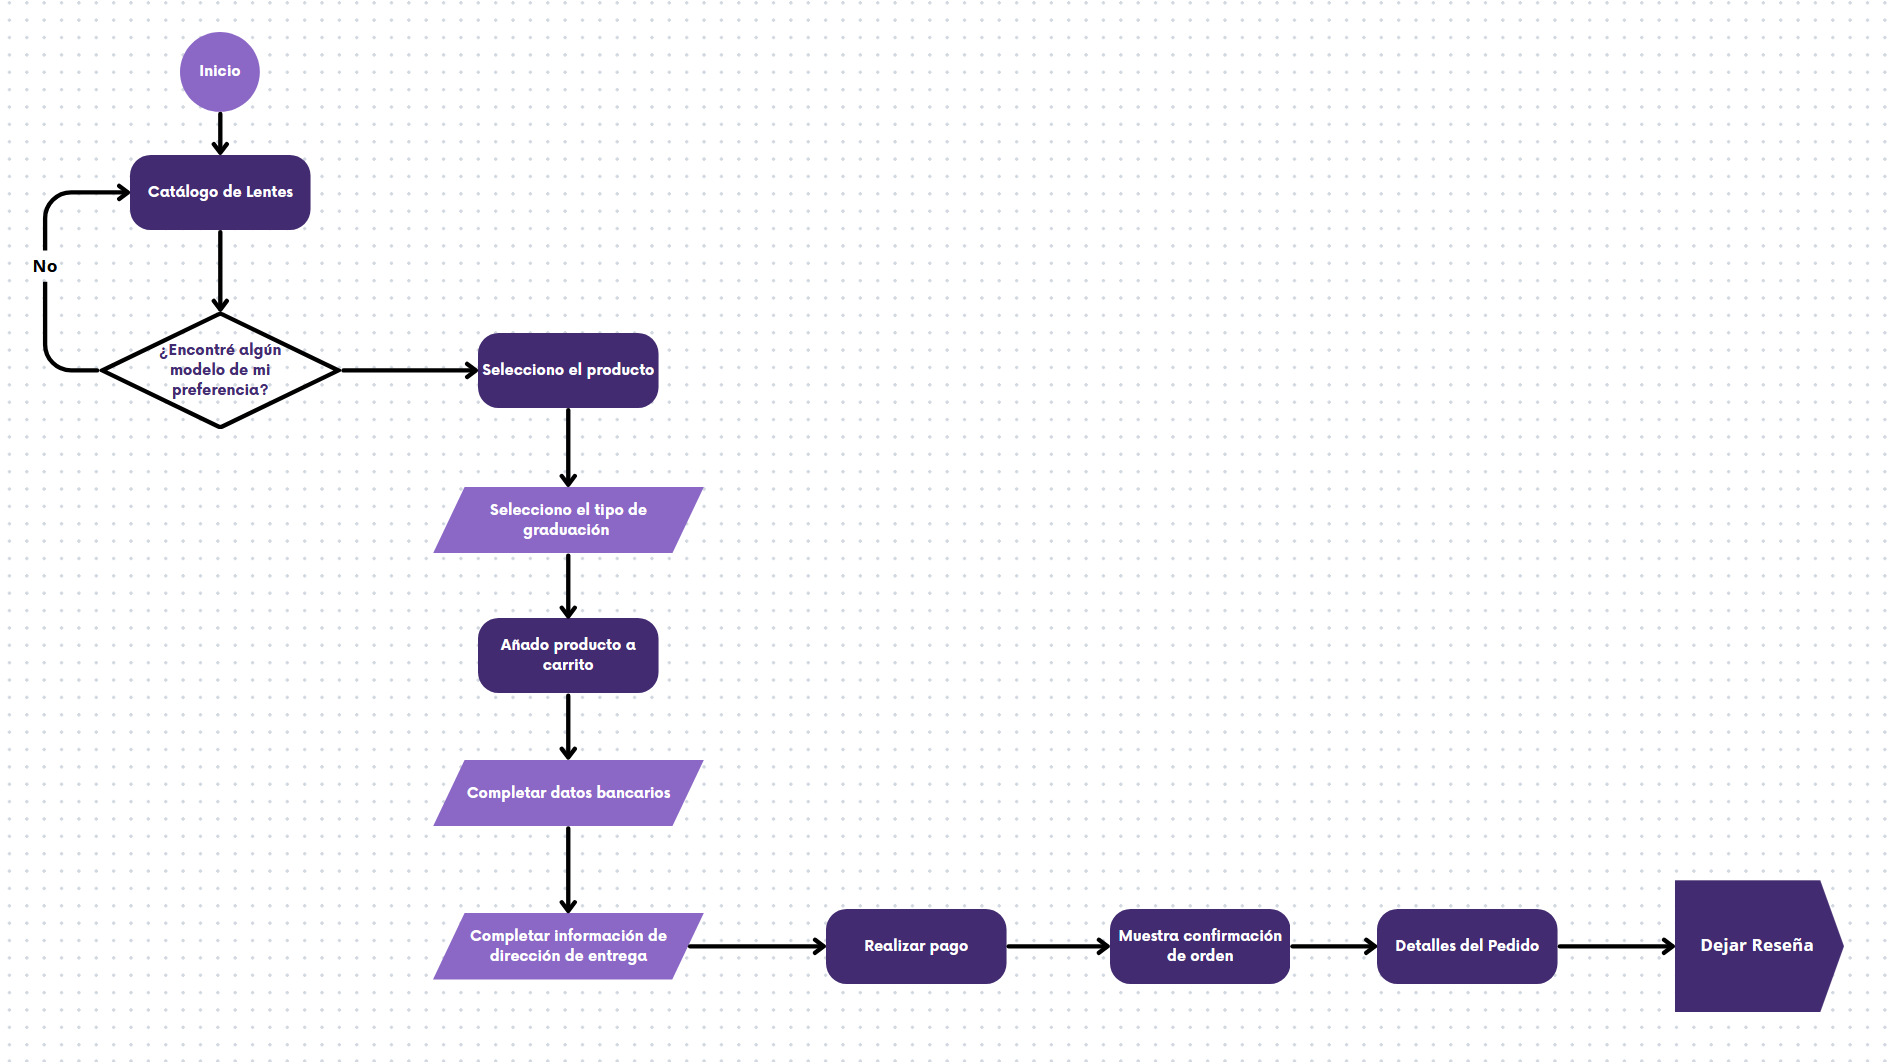 Inicio
Catálogo de Lentes
No
¿Encontré algún
modelo de mi
preferencia?
Selecciono el producto
Selecciono el tipo de
graduación
Añado producto a
carrito
Completar datos bancarios
Completar información de
dirección de entrega
Realizar pago
Muestra confirmación
de orden
Detalles del Pedido
Dejar Reseña